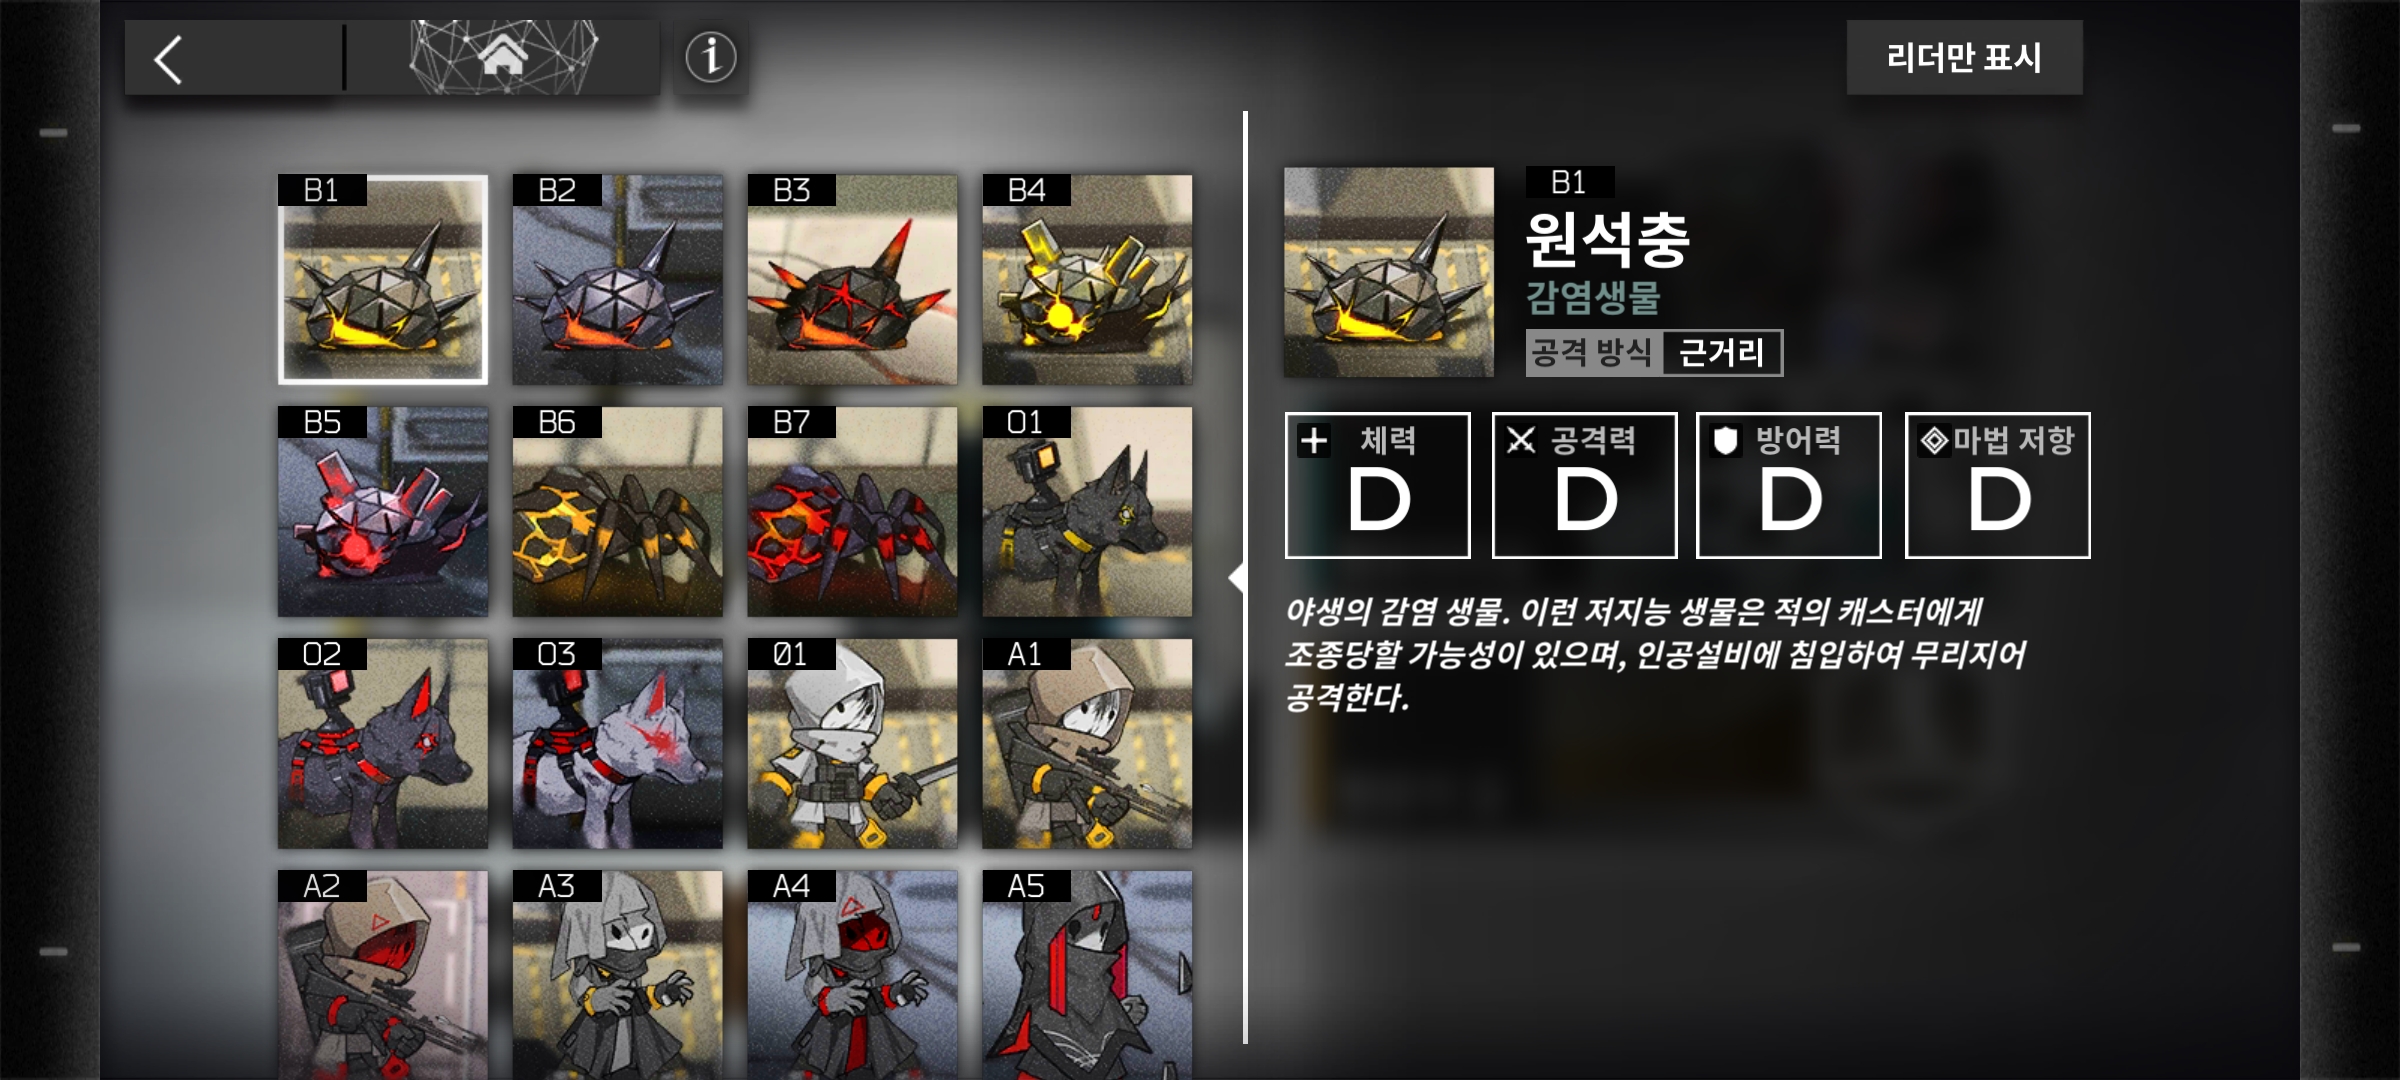 리더만 표시
B1
B2
B3
B4
B5
B6
B7
O1
O2
O3
Ø1
A1
A2
A3
A4
A5
B1
원석충
감염생물
공격 방식 근거리
체력 공격력 방어력 마법 저항
D D D D
야생의 감염 생물. 이런 저지능 생물은 적의 캐스터에게
조종당할 가능성이 있으며, 인공설비에 침입하여 무리지어
공격한다.